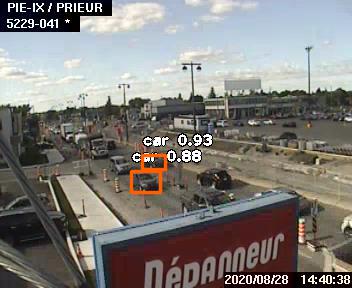 PIE-IX / PRIEUR
5229-041 *
car 0.93
car 0.88
Dépanneur
2020/08/28 14:40:38